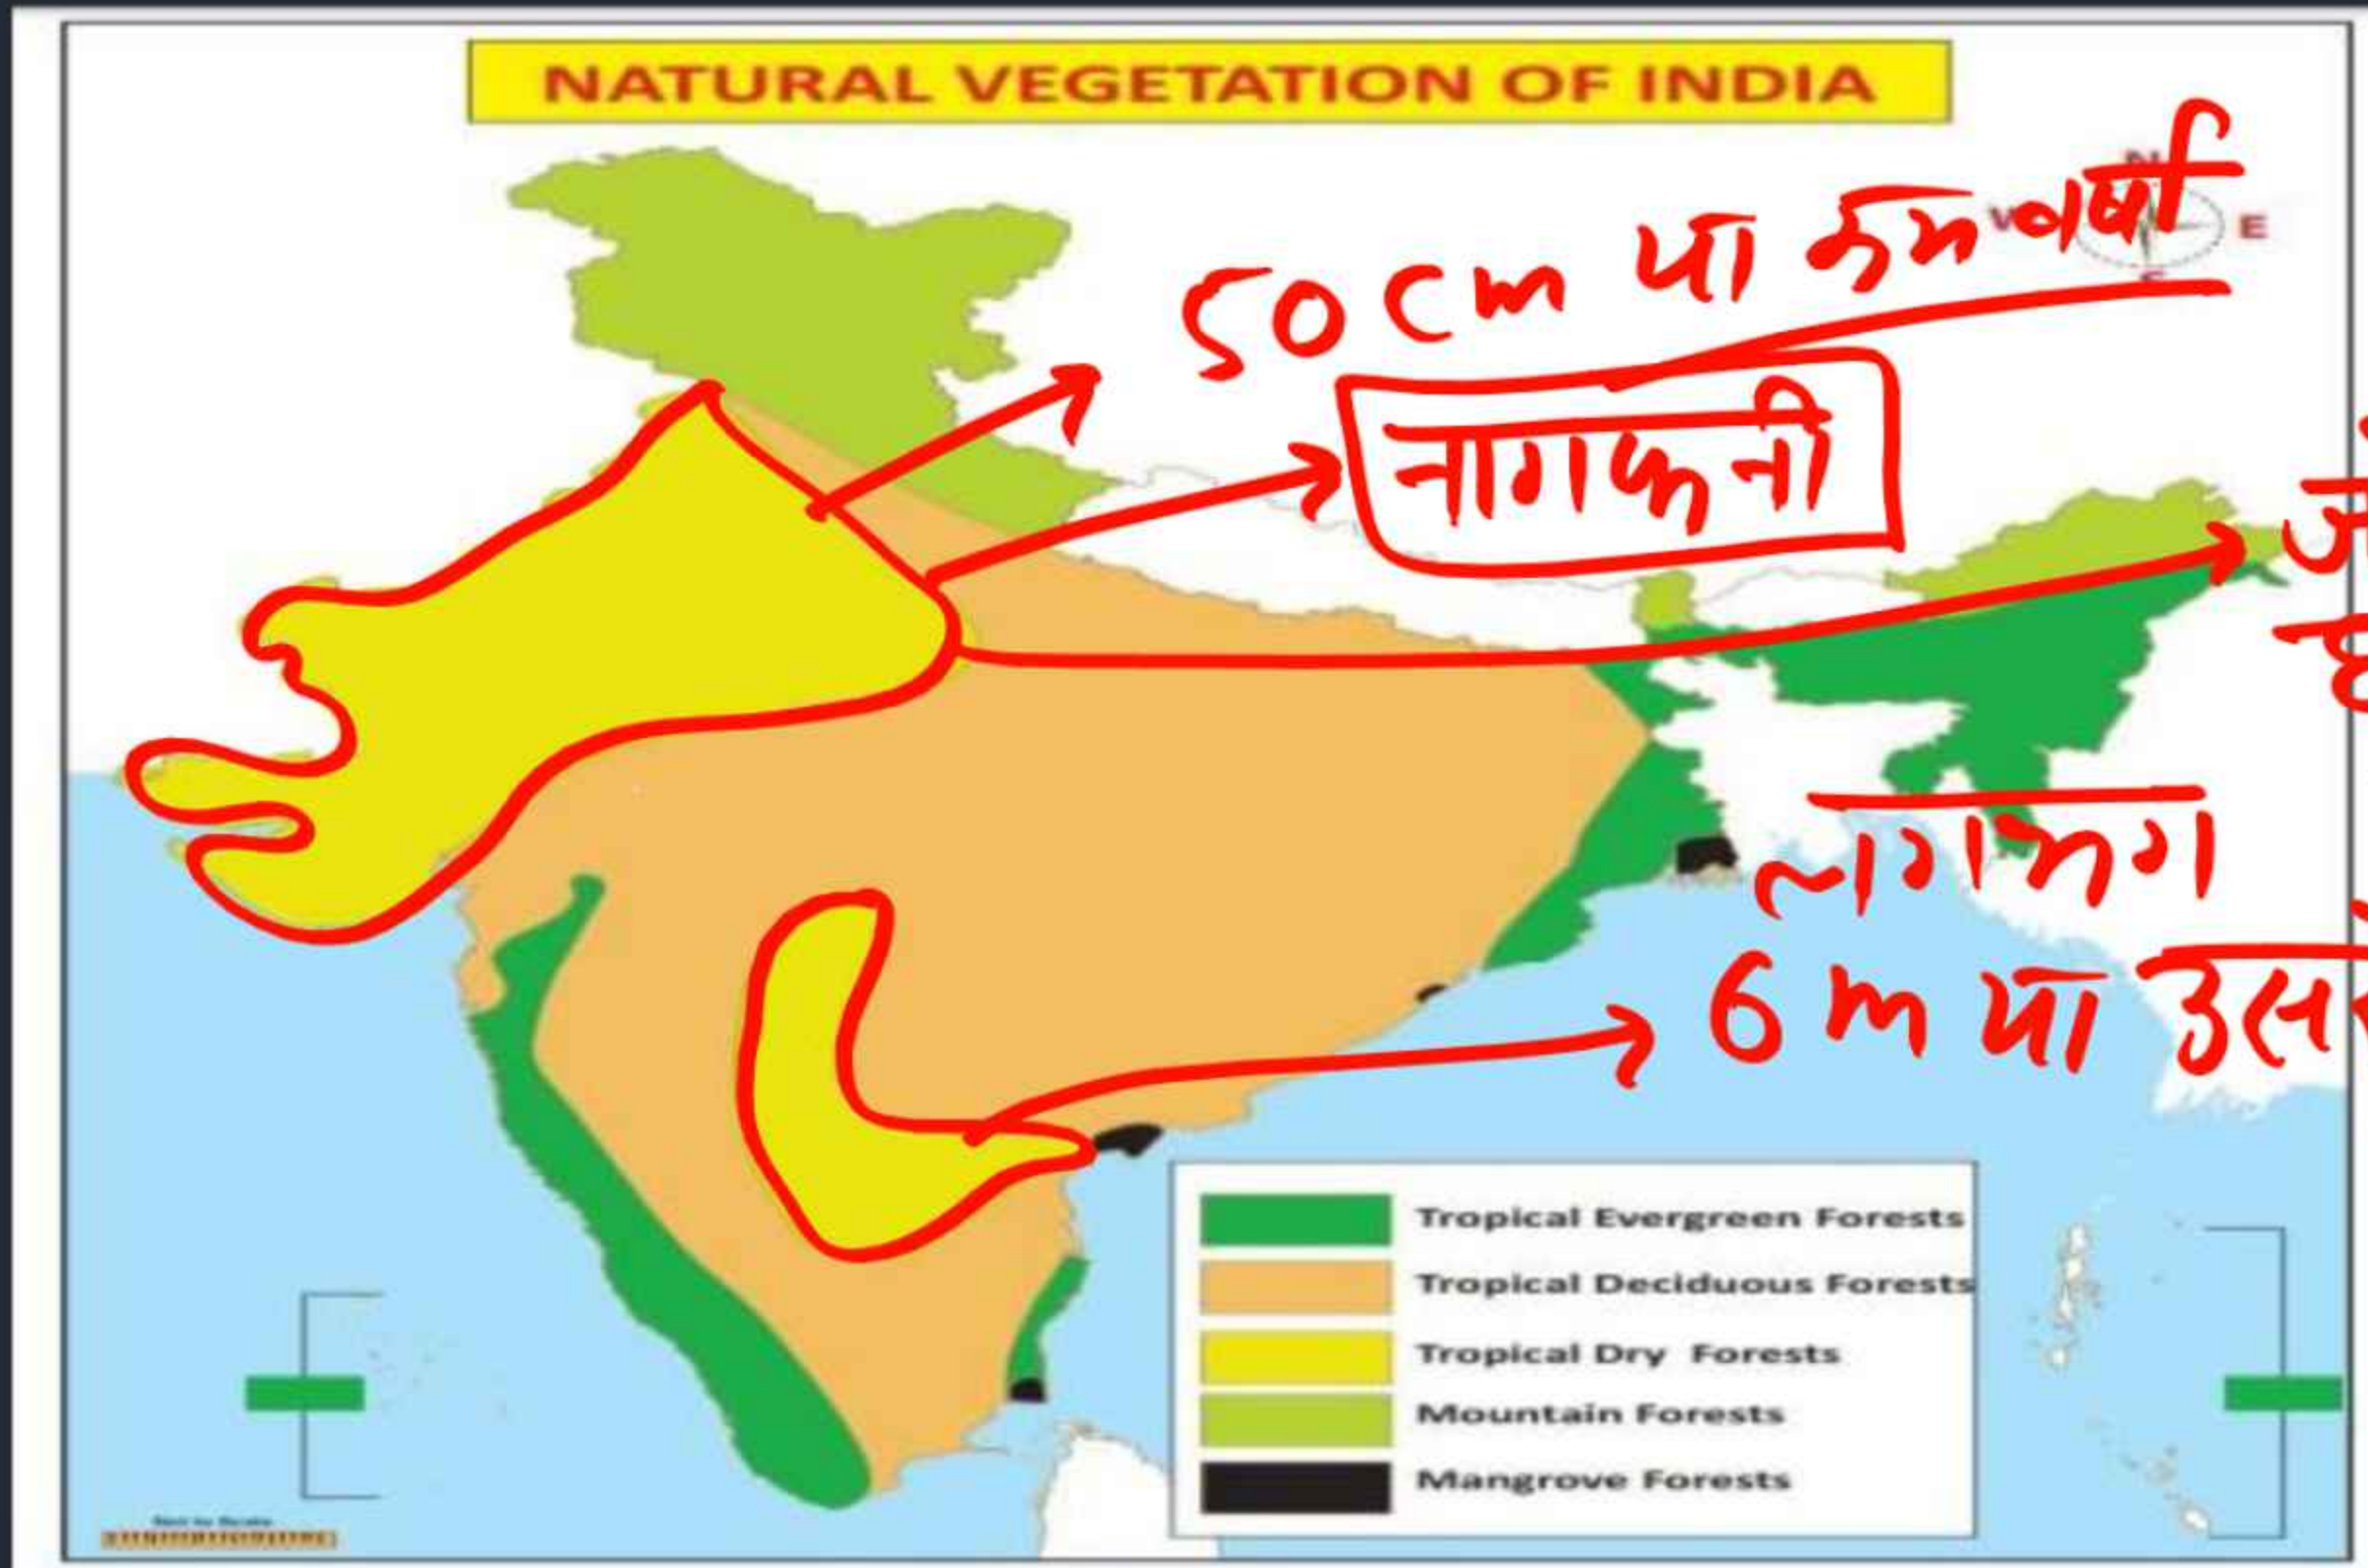 NATURAL VEGETATION OF INDIA
N
E
50 cm या कम वर्षा
नागफनी
लगभग
6 m या
Tropical Evergreen Forests
Tropical Deciduous Forests
Tropical Dry Forests
Mountain Forests
Mangrove Forests